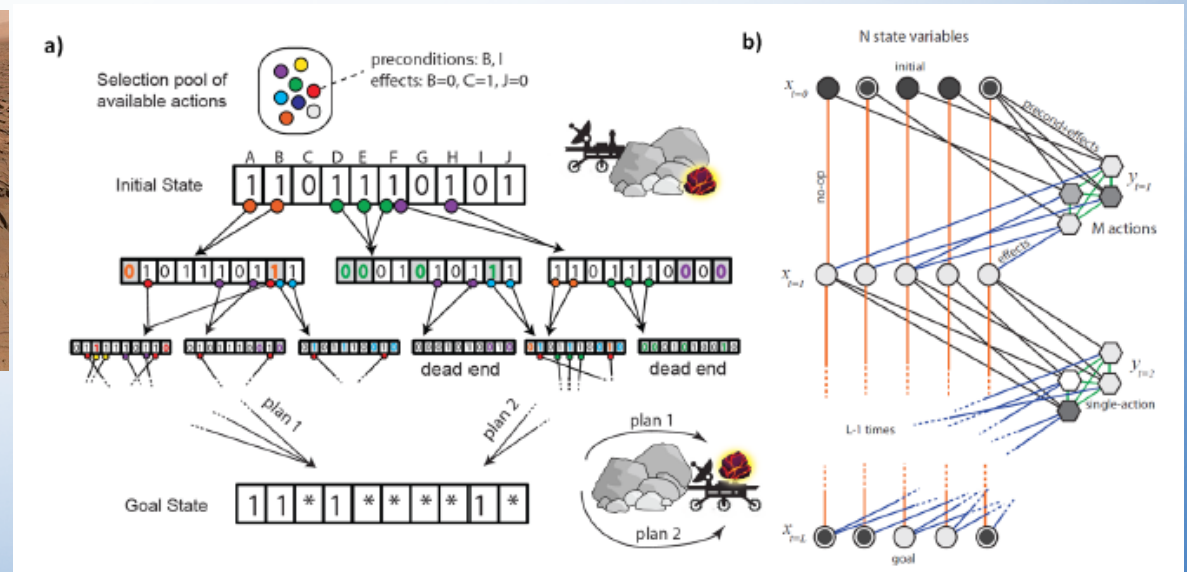 a)
Selection pool of
available actions
preconditions: B, I
effects: B=0, C=1, J=0
A B C D E F G H I J
Initial State
1 1 0 1 1 1 0 1 0 1
0 1 0 1 1 1 0 1 1 1
0 0 0 1 0 1 0 1 1 1
1 1 0 1 1 1 0 0 0 0
dead end
dead end
plan 1
plan 2
Goal State
1 1 * 1 * * * * 1 *
plan 1
plan 2
b)
N state variables
initial
x t=0
precond+effects
no-op
y t=1
M actions
effects
x t=1
y t=2
single-action
L-1 times
x t=L
goal